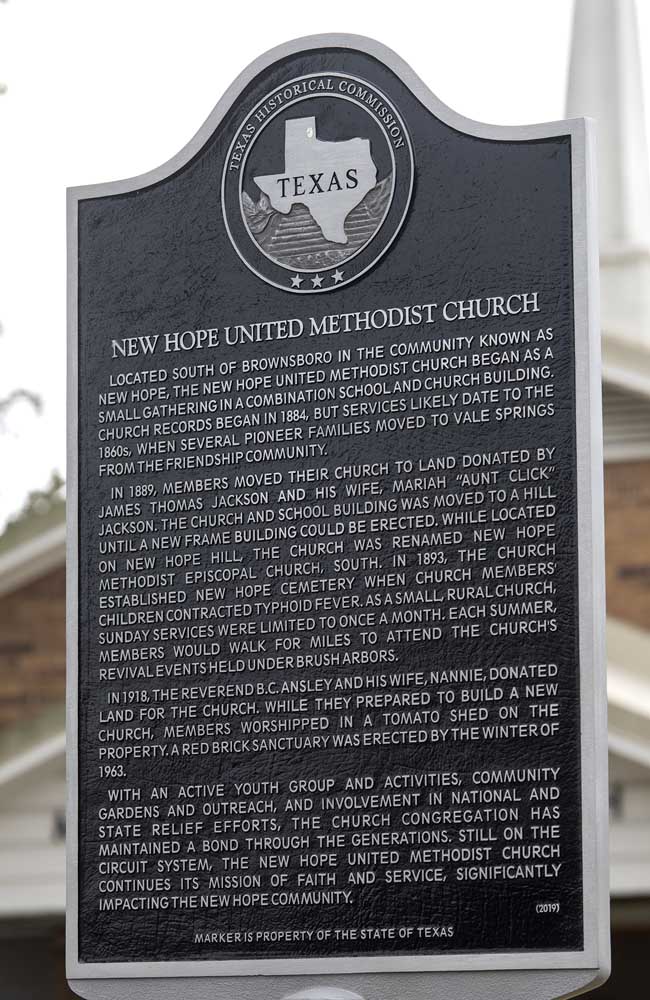 TEXAS HISTORICAL COMMISSION
TEXAS
NEW HOPE UNITED METHODIST CHURCH
LOCATED SOUTH OF BROWNSBORO IN THE COMMUNITY KNOWN AS
NEW HOPE, THE NEW HOPE UNITED METHODIST CHURCH BEGAN AS A
SMALL GATHERING IN A COMBINATION SCHOOL AND CHURCH BUILDING.
CHURCH RECORDS BEGAN IN 1884, BUT SERVICES LIKELY DATE TO THE
1860s, WHEN SEVERAL PIONEER FAMILIES MOVED TO VALE SPRINGS
FROM THE FRIENDSHIP COMMUNITY.
IN 1889, MEMBERS MOVED THEIR CHURCH TO LAND DONATED BY
JAMES THOMAS JACKSON AND HIS WIFE, MARIAH "AUNT CLICK"
JACKSON. THE CHURCH AND SCHOOL BUILDING WAS MOVED TO A HILL
UNTIL A NEW FRAME BUILDING COULD BE ERECTED. WHILE LOCATED
ON NEW HOPE HILL, THE CHURCH WAS RENAMED NEW HOPE
METHODIST EPISCOPAL CHURCH, SOUTH. IN 1893, THE CHURCH
ESTABLISHED NEW HOPE CEMETERY WHEN CHURCH MEMBERS'
CHILDREN CONTRACTED TYPHOID FEVER. AS A SMALL, RURAL CHURCH,
SUNDAY SERVICES WERE LIMITED TO ONCE A MONTH. EACH SUMMER,
MEMBERS WOULD WALK FOR MILES TO ATTEND THE CHURCH'S
REVIVAL EVENTS HELD UNDER BRUSH ARBORS.
IN 1918, THE REVEREND B.C. ANSLEY AND HIS WIFE, NANNIE, DONATED
LAND FOR THE CHURCH. WHILE THEY PREPARED TO BUILD A NEW
CHURCH, MEMBERS WORSHIPPED IN A TOMATO SHED ON THE
PROPERTY. A RED BRICK SANCTUARY WAS ERECTED BY THE WINTER OF
1963.
WITH AN ACTIVE YOUTH GROUP AND ACTIVITIES, COMMUNITY
GARDENS AND OUTREACH, AND INVOLVEMENT IN NATIONAL AND
STATE RELIEF EFFORTS, THE CHURCH CONGREGATION HAS
MAINTAINED A BOND THROUGH THE GENERATIONS. STILL ON THE
CIRCUIT SYSTEM, THE NEW HOPE UNITED METHODIST CHURCH
CONTINUES ITS MISSION OF FAITH AND SERVICE, SIGNIFICANTLY
IMPACTING THE NEW HOPE COMMUNITY.
(2019)
MARKER IS PROPERTY OF THE STATE OF TEXAS